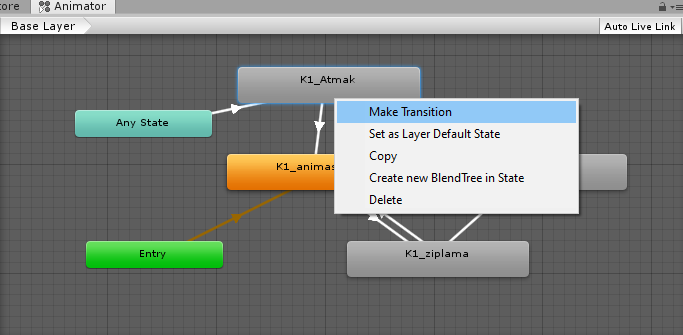 ore Animator
Base Layer Auto Live Link
K1_Atmak
Make Transition
Any State
Set as Layer Default State
Copy
K1_animas
Create new BlendTree in State
Delete
Entry
K1_ziplama